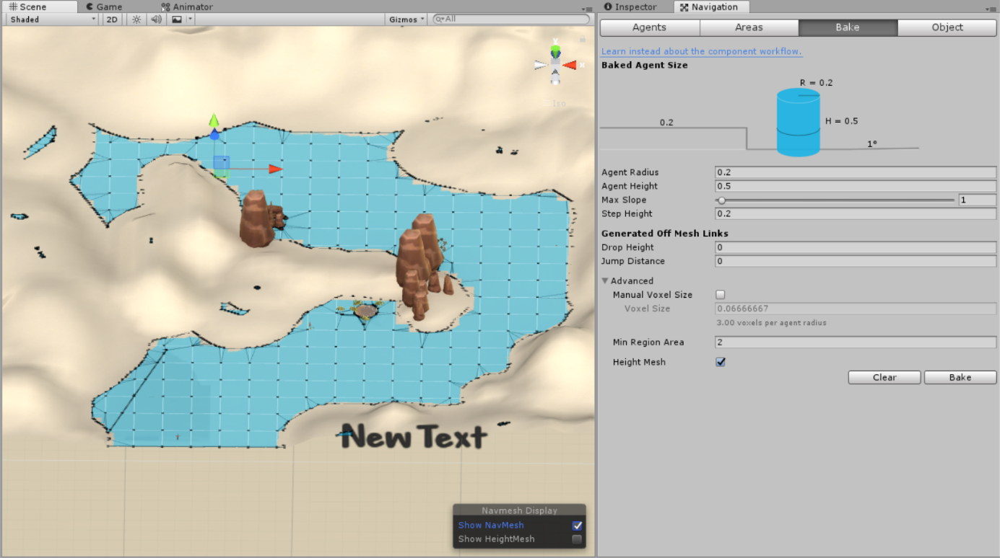 Scene
Game
Animator
Shaded
2D
Gizmos
All
Y
X
Iso
New Text
Navmesh Display
Show NavMesh
Show HeightMesh
Inspector
Navigation
Agents
Areas
Bake
Object
Learn instead about the component workflow.
Baked Agent Size
R = 0.2
0.2
H = 0.5
1°
Agent Radius 0.2
Agent Height 0.5
Max Slope 1
Step Height 0.2
Generated Off Mesh Links
Drop Height 0
Jump Distance 0
Advanced
Manual Voxel Size
Voxel Size 0.06666667
3.00 voxels per agent radius
Min Region Area 2
Height Mesh
Clear
Bake